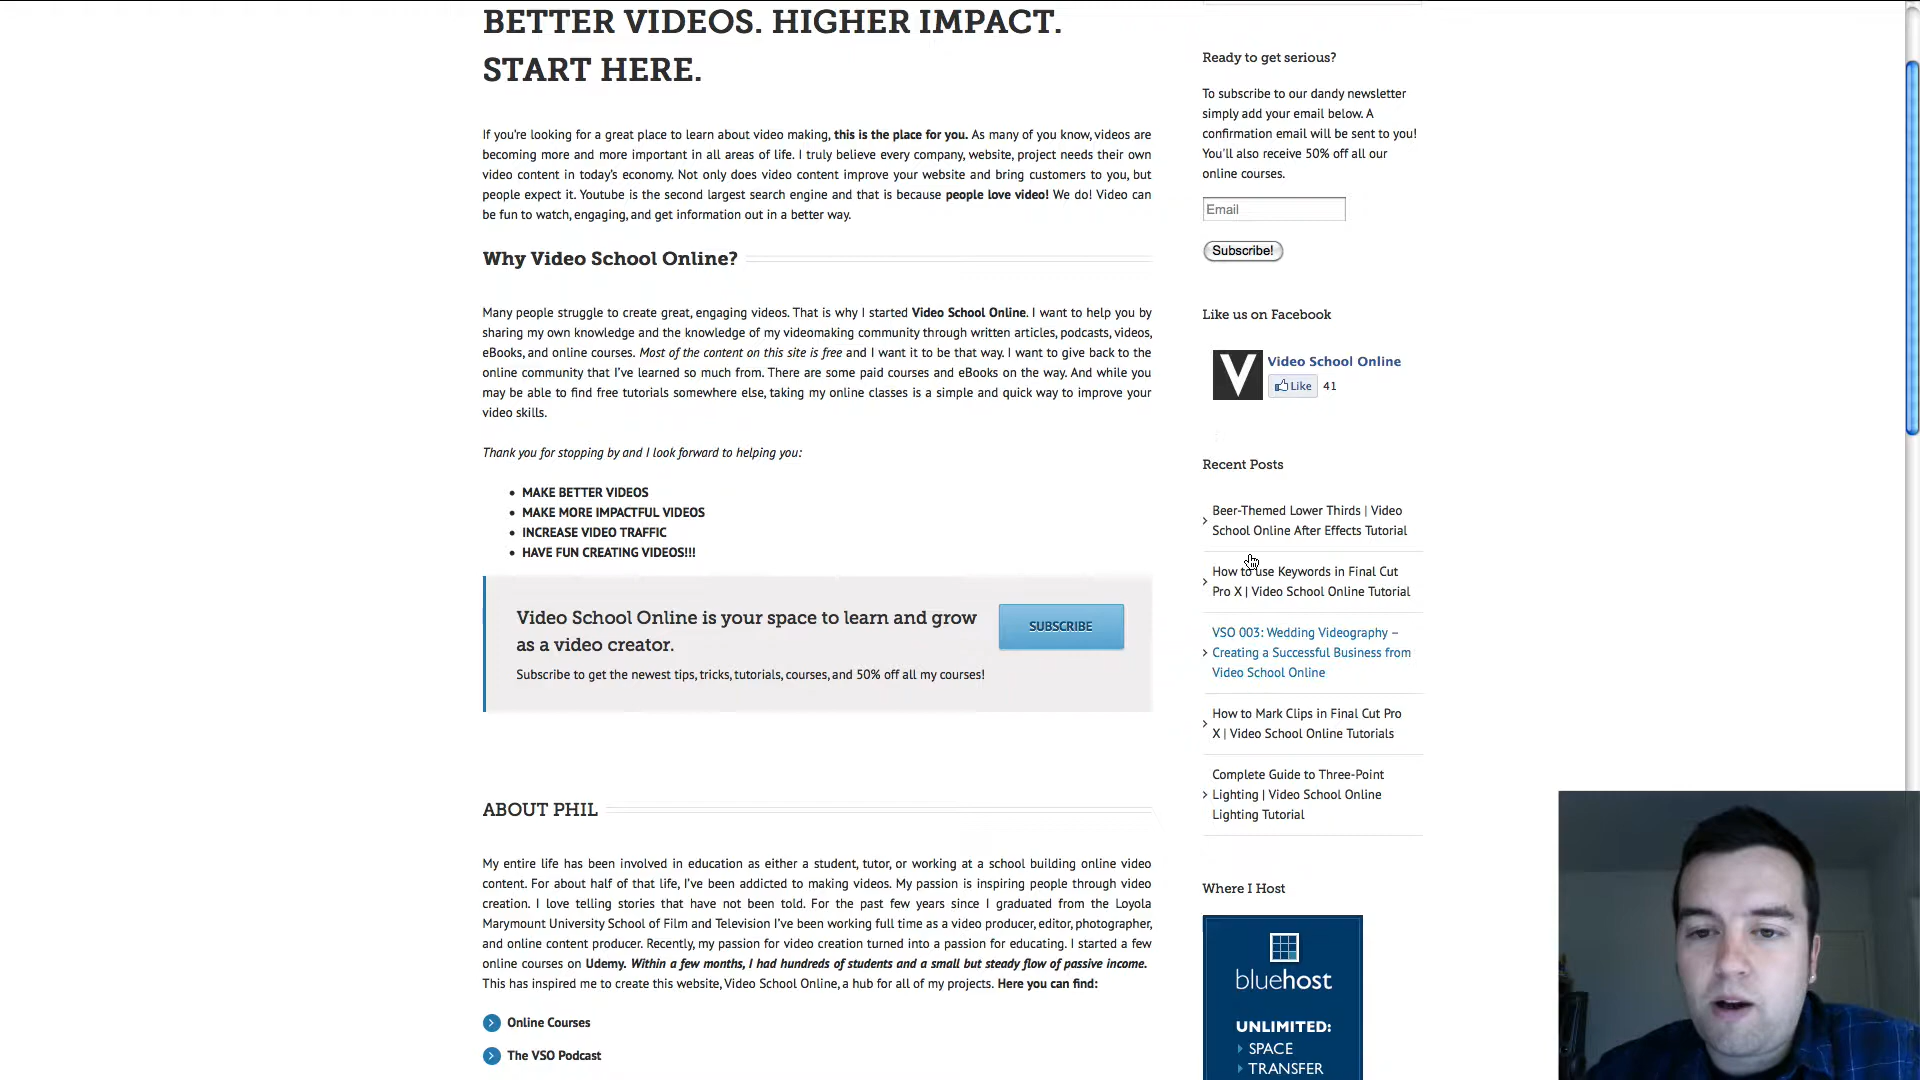 BETTER VIDEOS. HIGHER IMPACT.
START HERE.
If you're looking for a great place to learn about video making, this is the place for you. As many of you know, videos are
becoming more and more important in all areas of life. I truly believe every company, website, project needs their own
video content in today's economy. Not only does video content improve your website and bring customers to you, but
people expect it. Youtube is the second largest search engine and that is because people love video! We do! Video can
be fun to watch, engaging, and get information out in a better way.
Why Video School Online?
Many people struggle to create great, engaging videos. That is why I started Video School Online. I want to help you by
sharing my own knowledge and the knowledge of my videomaking community through written articles, podcasts, videos,
eBooks, and online courses. Most of the content on this site is free and I want it to be that way. I want to give back to the
online community that I've learned so much from. There are some paid courses and eBooks on the way. And while you
may be able to find free tutorials somewhere else, taking my online classes is a simple and quick way to improve your
video skills.
Thank you for stopping by and I look forward to helping you:
• MAKE BETTER VIDEOS
• MAKE MORE IMPACTFUL VIDEOS
• INCREASE VIDEO TRAFFIC
• HAVE FUN CREATING VIDEOS!!!
Video School Online is your space to learn and grow
as a video creator.
Subscribe to get the newest tips, tricks, tutorials, courses, and 50% off all my courses!
SUBSCRIBE
ABOUT PHIL
My entire life has been involved in education as either a student, tutor, or working at a school building online video
content. For about half of that life, I've been addicted to making videos. My passion is inspiring people through video
creation. I love telling stories that have not been told. For the past few years since I graduated from the Loyola
Marymount University School of Film and Television I've been working full time as a video producer, editor, photographer,
and online content producer. Recently, my passion for video creation turned into a passion for educating. I started a few
online courses on Udemy. Within a few months, I had hundreds of students and a small but steady flow of passive income.
This has inspired me to create this website, Video School Online, a hub for all of my projects. Here you can find:
Online Courses
The VSO Podcast
Ready to get serious?
To subscribe to our dandy newsletter
simply add your email below. A
confirmation email will be sent to you!
You'll also receive 50% off all our
online courses.
Email
Subscribe!
Like us on Facebook
V
Video School Online
Like 41
Recent Posts
Beer-Themed Lower Thirds | Video
School Online After Effects Tutorial
How to use Keywords in Final Cut
Pro X | Video School Online Tutorial
VSO 003: Wedding Videography –
Creating a Successful Business from
Video School Online
How to Mark Clips in Final Cut Pro
X | Video School Online Tutorials
Complete Guide to Three-Point
Lighting | Video School Online
Lighting Tutorial
Where I Host
bluehost
UNLIMITED:
SPACE
TRANSFER